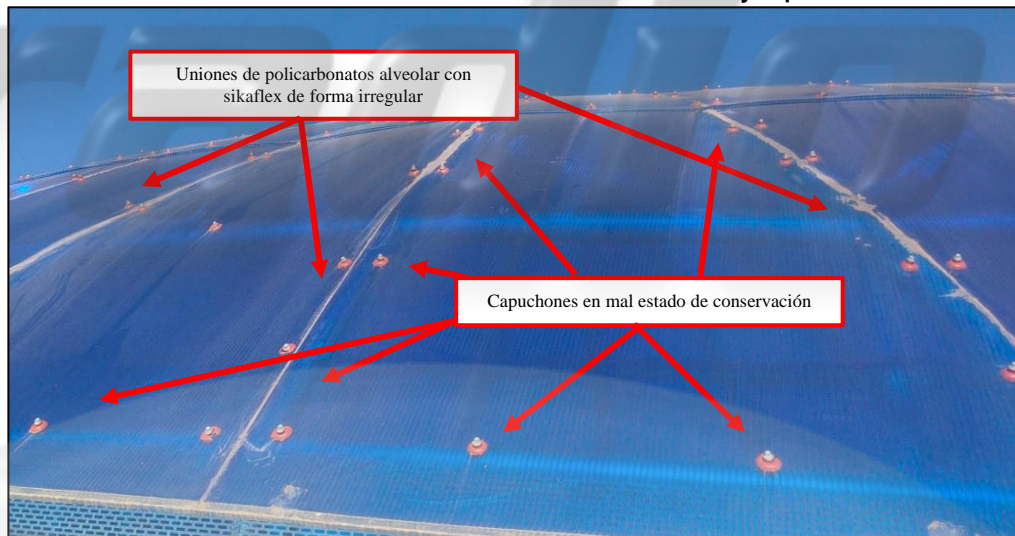 Uniones de policarbonatos alveolar con
sikaflex de forma irregular
Capuchones en mal estado de conservación